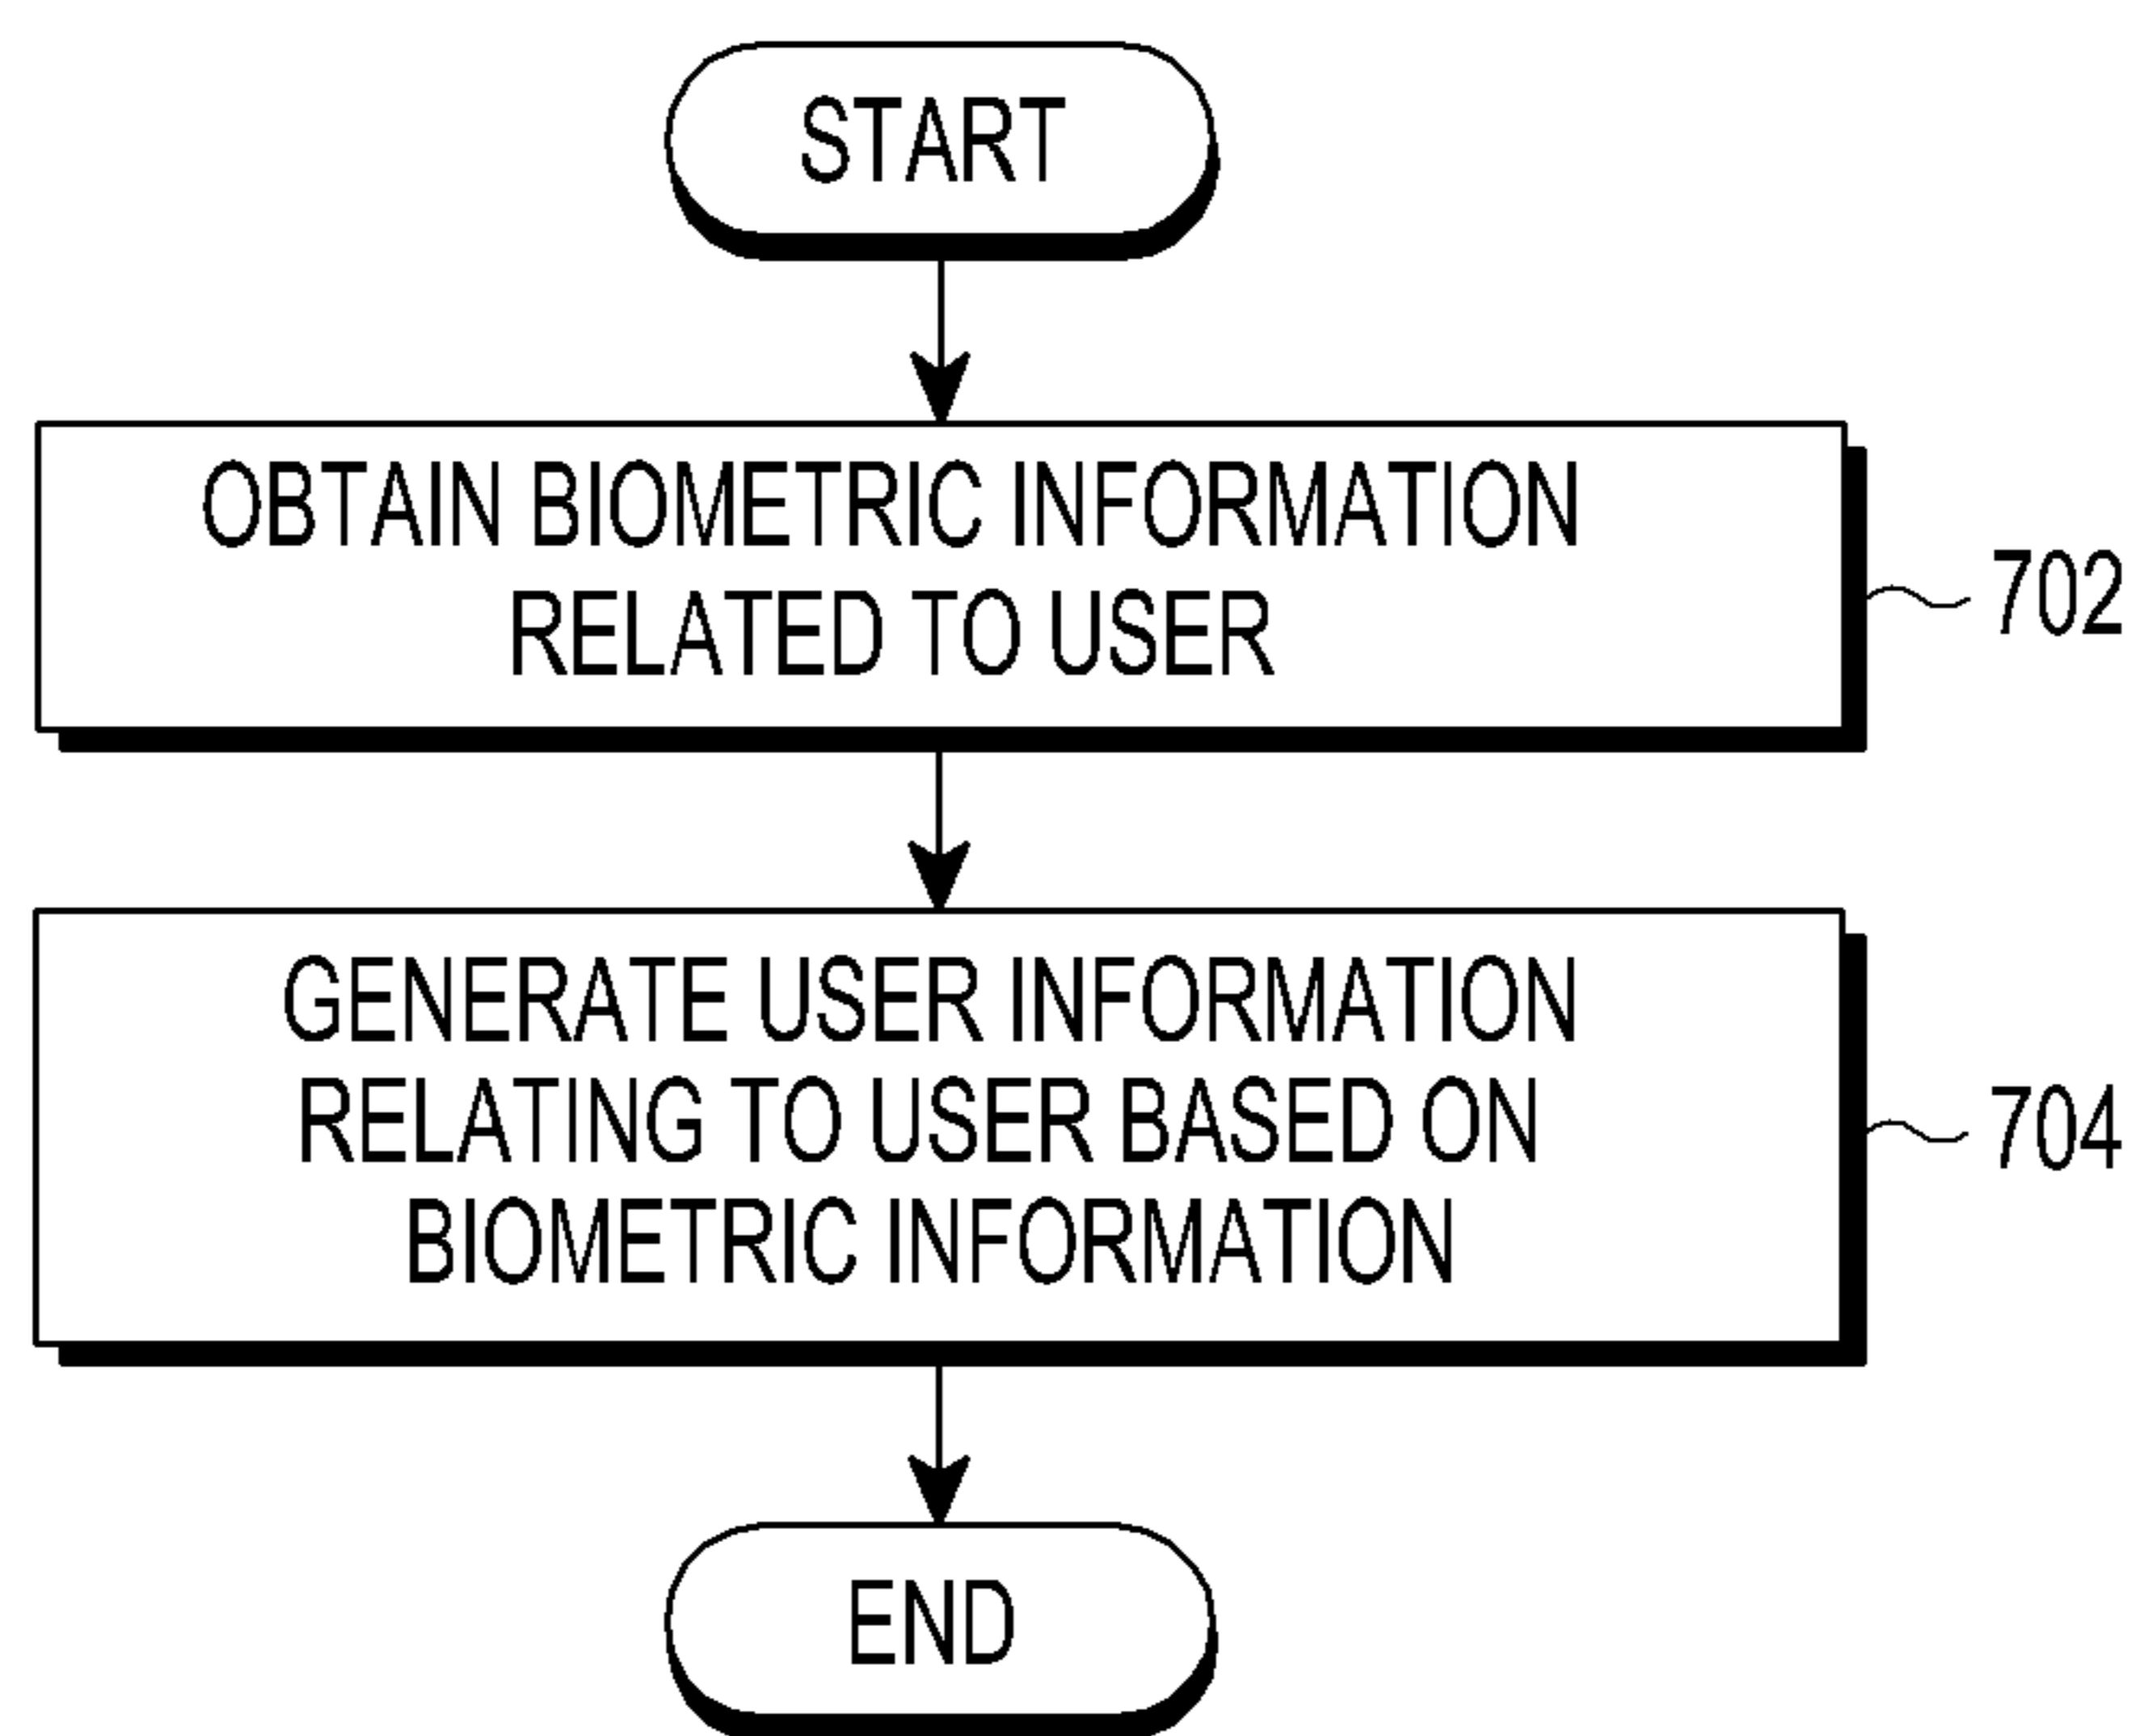 START
OBTAIN BIOMETRIC INFORMATION
RELATED TO USER
702
GENERATE USER INFORMATION
RELATING TO USER BASED ON
BIOMETRIC INFORMATION
704
END